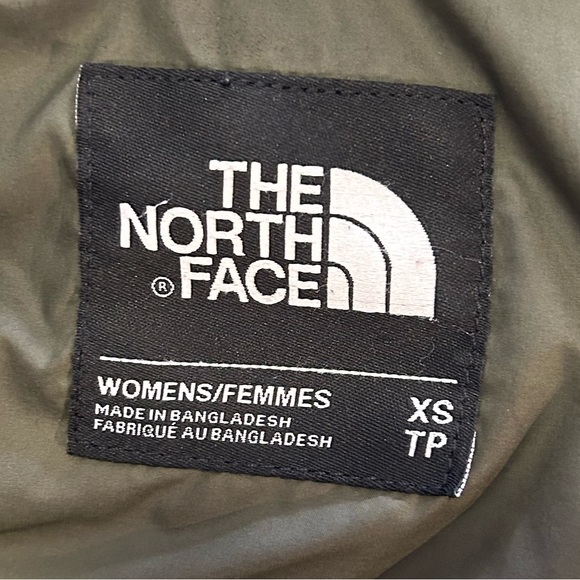 THE
NORTH
FACE
®
WOMENS/FEMMES XS
MADE IN BANGLADESH
FABRIQUÉ AU BANGLADESH TP